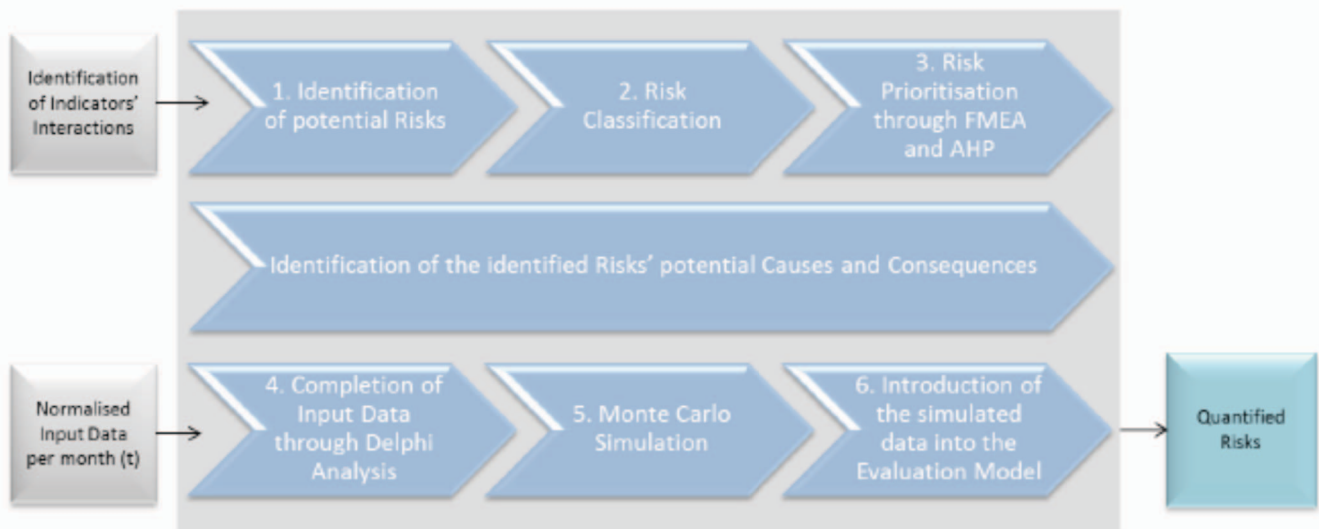 Identification
of Indicators'
Interactions
1. Identification
of potential Risks
2. Risk
Classification
3. Risk
Prioritisation
through FMEA
and AHP
Identification of the identified Risks' potential Causes and Consequences
Normalised
Input Data
per month (t)
4. Completion of
Input Data
through Delphi
Analysis
5. Monte Carlo
Simulation
6. Introduction of
the simulated
data into the
Evaluation Model
Quantified
Risks